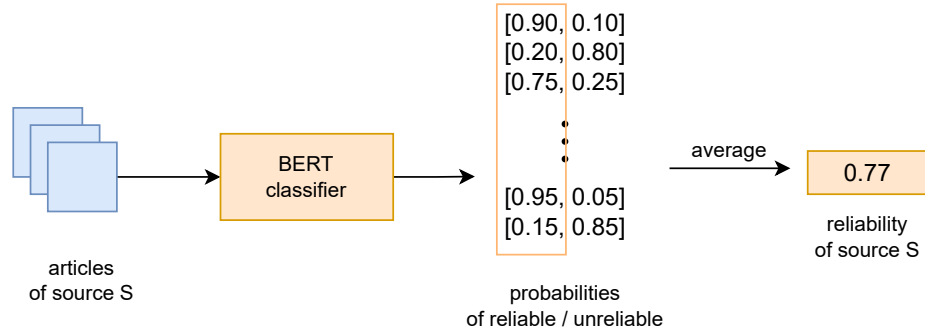 [0.90, 0.10]
[0.20, 0.80]
[0.75, 0.25]
BERT
classifier
average
0.77
[0.95, 0.05]
[0.15, 0.85]
reliability
of source S
articles
of source S
probabilities
of reliable / unreliable